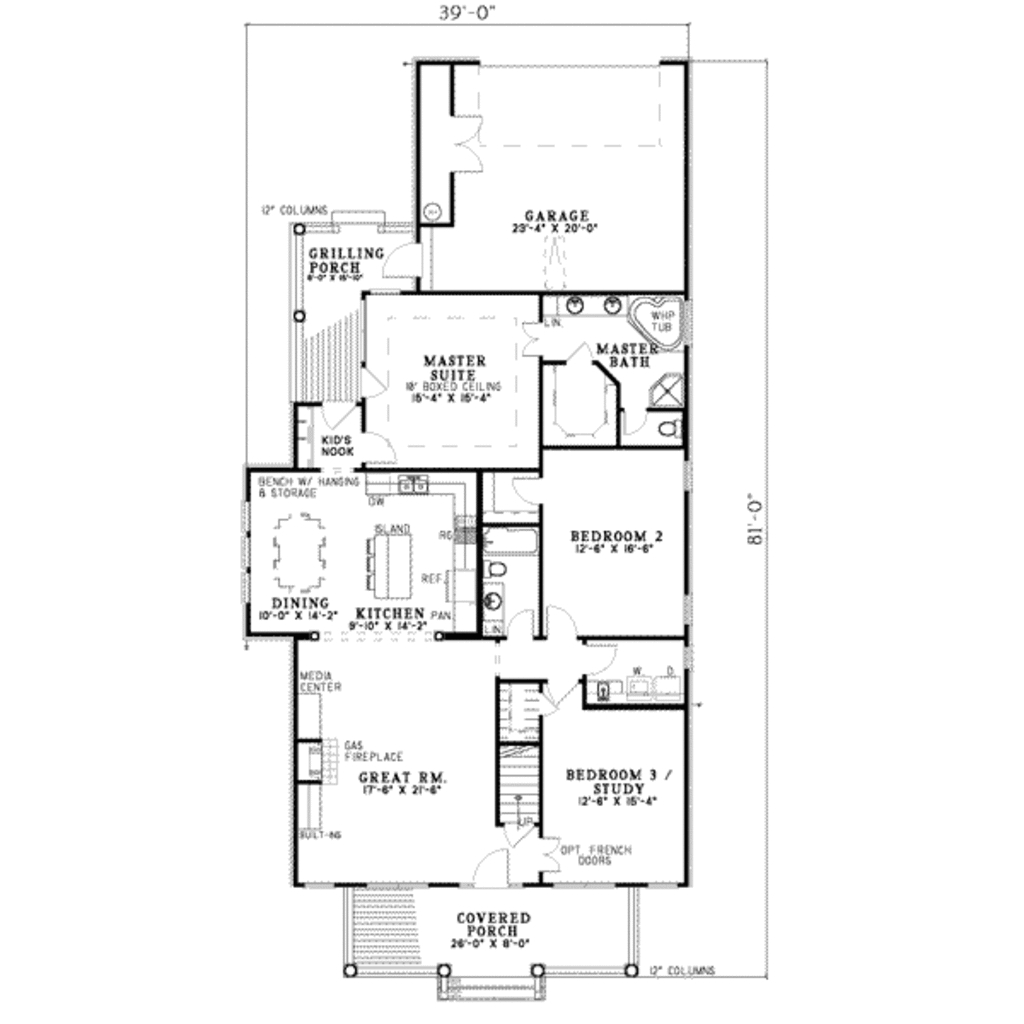 39'-0"
12" COLUMNS
GARAGE
23'-4" X 20'-0"
GRILLING
PORCH
LIN.
WHP
TUB
MASTER
BATH
MASTER
SUITE
10' BOXED CEILING
15'-4" X 15'-4"
KID'S
NOOK
BENCH W/ HANGING
& STORAGE
DW
ISLAND
RG
REF.
BEDROOM 2
12'-6" X 16'-6"
81'-0"
DINING
10'-0" X 14'-2"
KITCHEN
9'-10" X 14'-2"
PAN
LIN
MEDIA
CENTER
W.
D.
GAS
FIREPLACE
GREAT RM.
17'-6" X 21'-6"
BEDROOM 3 /
STUDY
12'-6" X 15'-4"
UP
BUILT-INS
OPT. FRENCH
DOORS
COVERED
PORCH
26'-0" X 8'-0"
12" COLUMNS